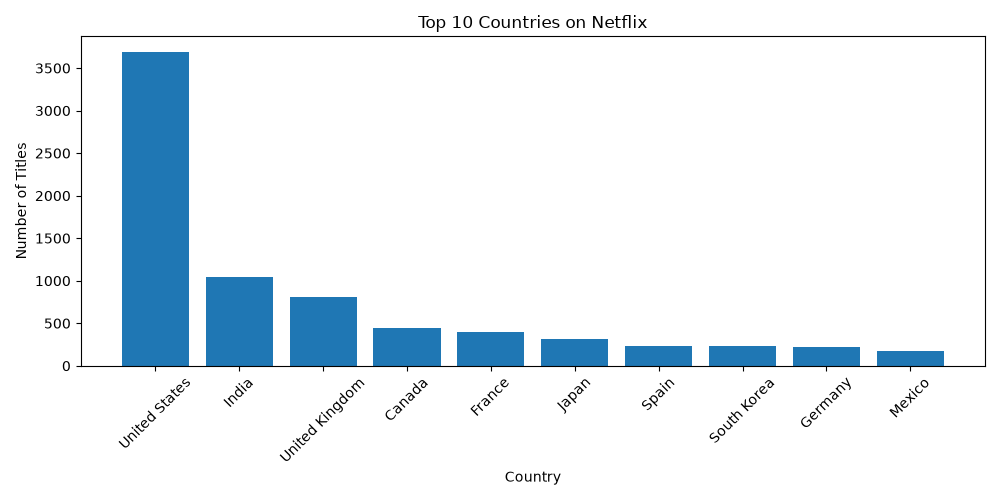 Top 10 Countries on Netflix
Number of Titles
3500
3000
2500
2000
1500
1000
500
0
United States
India
United Kingdom
Canada
France
Japan
Spain
South Korea
Germany
Mexico
Country